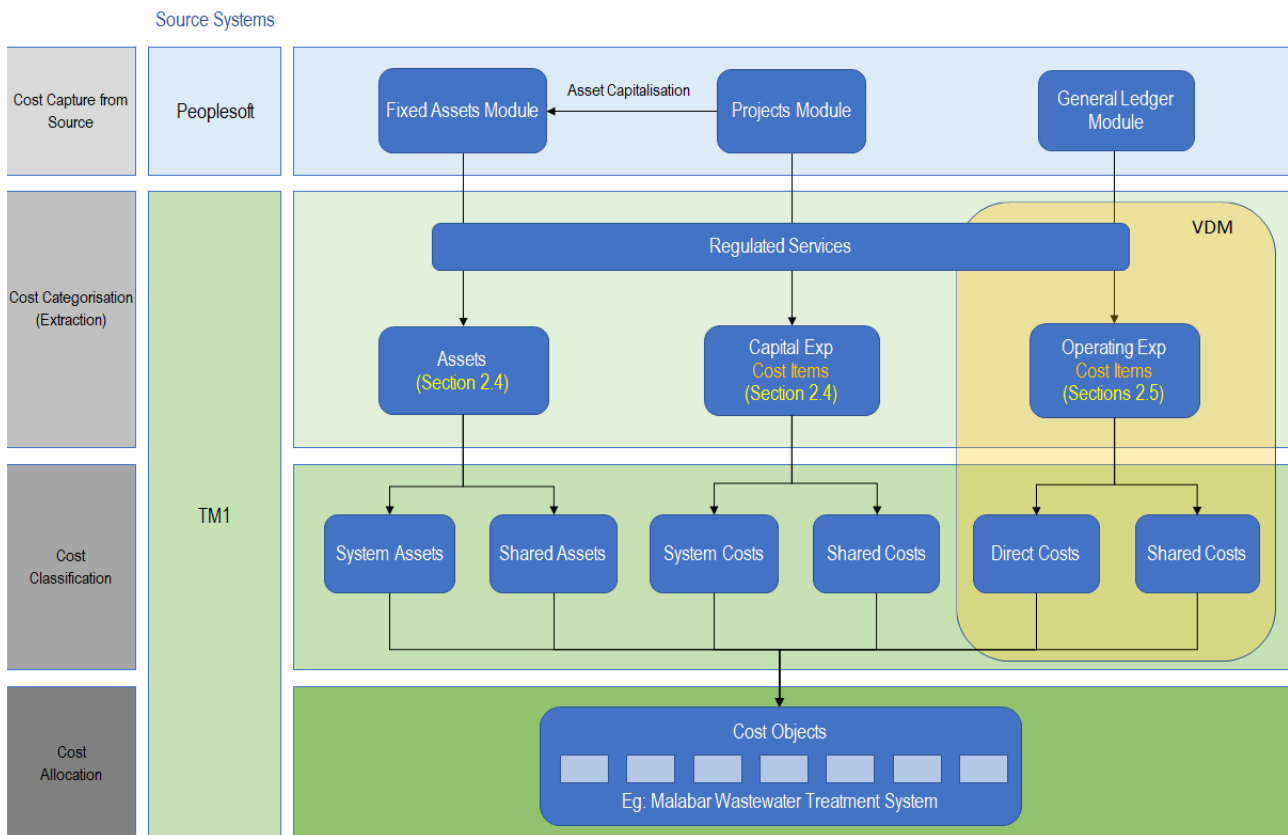 Source Systems
Cost Capture from
Source
Peoplesoft
Fixed Assets Module
Asset Capitalisation
Projects Module
General Ledger
Module
VDM
Regulated Services
Cost Categorisation
(Extraction)
Assets
(Section 2.4)
Capital Exp
Cost Items
(Section 2.4)
Operating Exp
Cost Items
(Sections 2.5)
TM1
Cost
Classification
System Assets
Shared Assets
System Costs
Shared Costs
Direct Costs
Shared Costs
Cost
Allocation
Cost Objects
Eg: Malabar Wastewater Treatment System